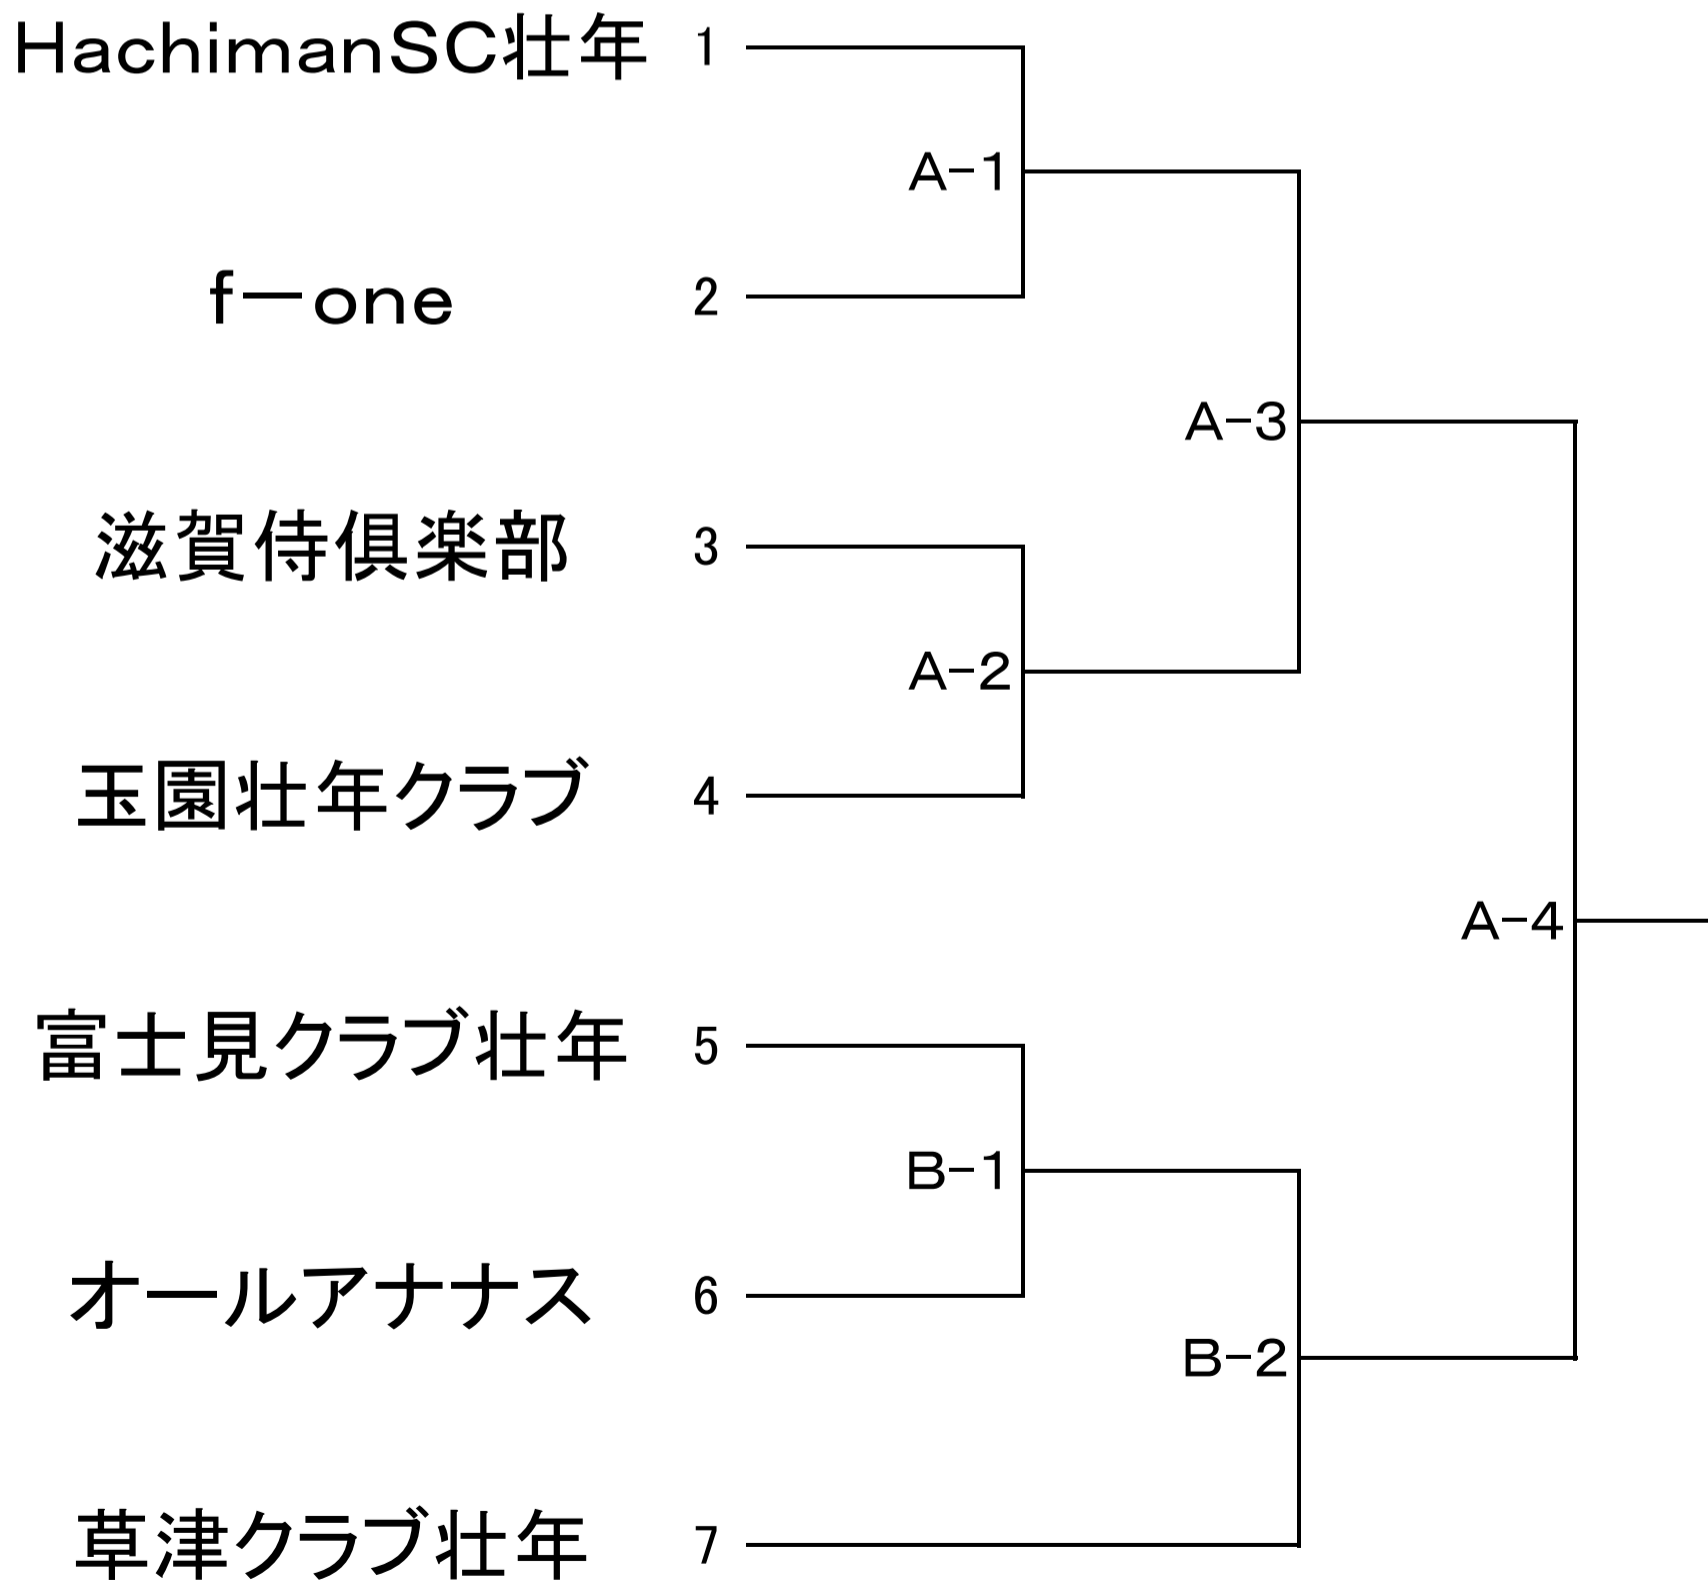 HachimanSC壮年 1
A-1
f－one 2
A-3
滋賀侍倶楽部 3
A-2
玉園壮年クラブ 4
A-4
富士見クラブ壮年 5
B-1
オールアナナス 6
B-2
草津クラブ壮年 7